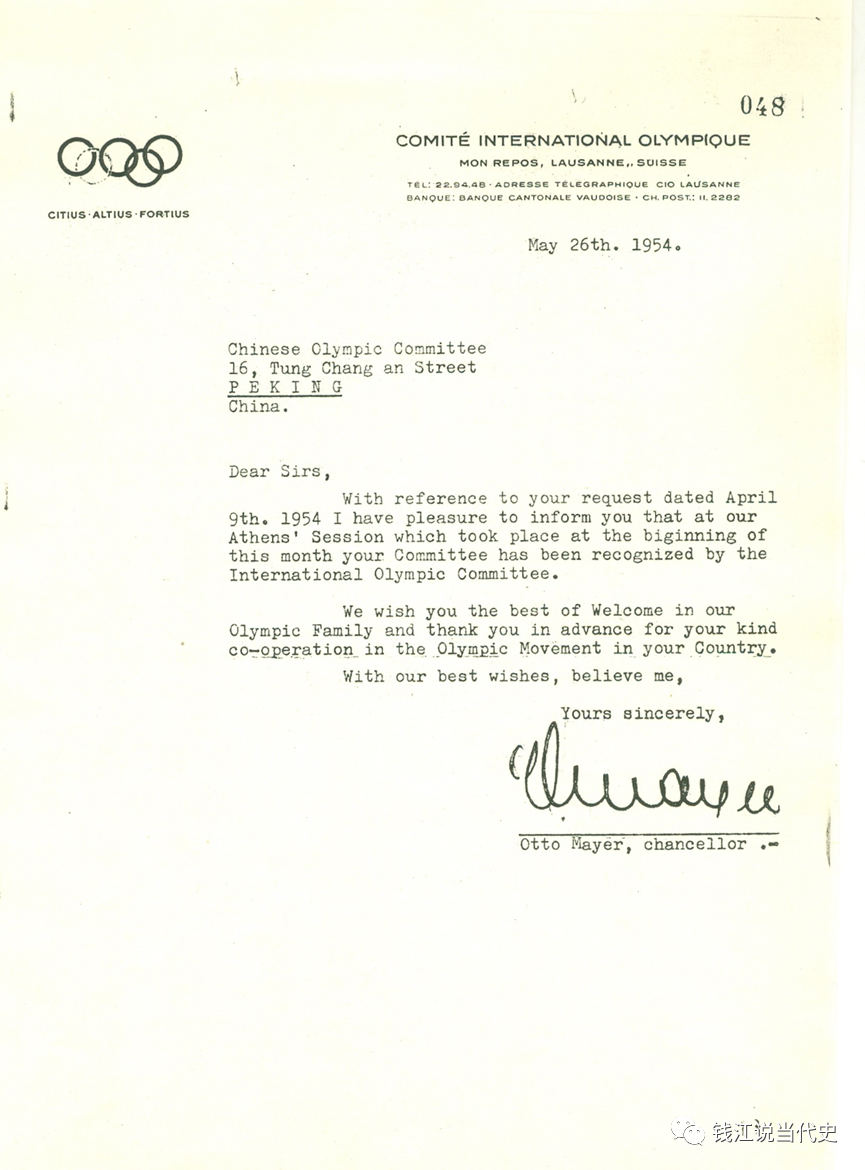 048
COMITÉ INTERNATIONAL OLYMPIQUE
MON REPOS, LAUSANNE,, SUISSE
TÉL: 22.94.48 · ADRESSE TÉLÉGRAPHIQUE CIO LAUSANNE
BANQUE: BANQUE CANTONALE VAUDOISE · CH. POST.: II. 2282
CITIUS · ALTIUS · FORTIUS
May 26th. 1954.
Chinese Olympic Committee
16, Tung Chang an Street
P E K I N G
China.
Dear Sirs,
With reference to your request dated April
9th. 1954 I have pleasure to inform you that at our
Athens' Session which took place at the biginning of
this month your Committee has been recognized by the
International Olympic Committee.
We wish you the best of Welcome in our
Olympic Family and thank you in advance for your kind
co-operation in the Olympic Movement in your Country.
With our best wishes, believe me,
Yours sincerely,
Otto Mayer, chancellor .-
钱江说当代史